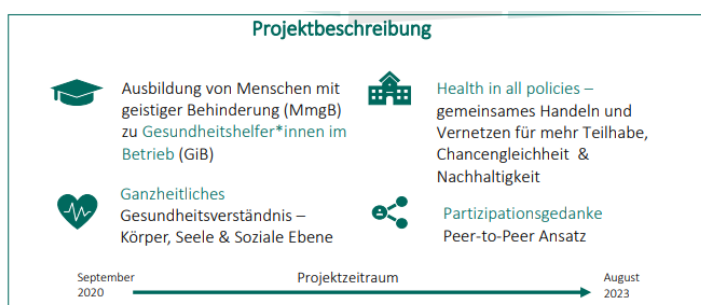 Projektbeschreibung
Ausbildung von Menschen mit
geistiger Behinderung (MmgB)
zu Gesundheitshelfer*innen im
Betrieb (GiB)
Health in all policies –
gemeinsames Handeln und
Vernetzen für mehr Teilhabe,
Chancengleichheit &
Nachhaltigkeit
Ganzheitliches
Gesundheitsverständnis –
Körper, Seele & Soziale Ebene
Partizipationsgedanke
Peer-to-Peer Ansatz
September
2020
Projektzeitraum
August
2023